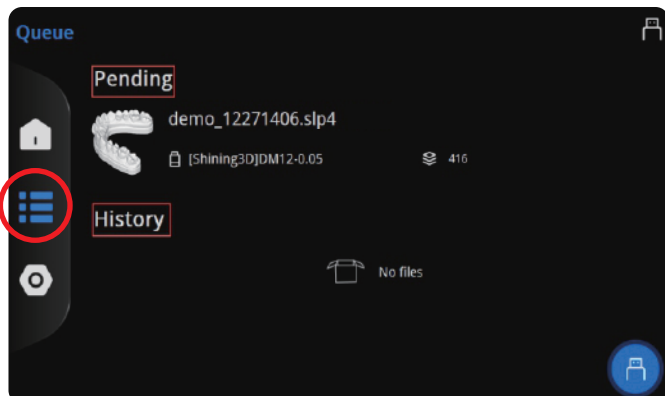 Queue
Pending
demo_12271406.slp4
[Shining3D]DM12-0.05 416
History
No files